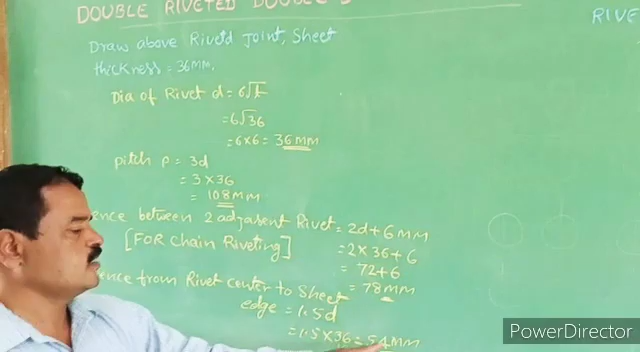 DOUBLE RIVETED DOUBLE
RIVE
Draw above Riveted Joint, Sheet
thickness = 36MM.
Dia of Rivet d = 6√t
= 6√36
= 6×6 = 36MM
pitch P = 3d
= 3×36
= 108MM
ence between 2 adjasent Rivet = 2d+6MM
[FOR Chain Riveting] = 2×36+6
= 72+6
= 78MM
ence from Rivet center to Sheet
edge = 1.5d
= 1.5×36 = 54MM
PowerDirector